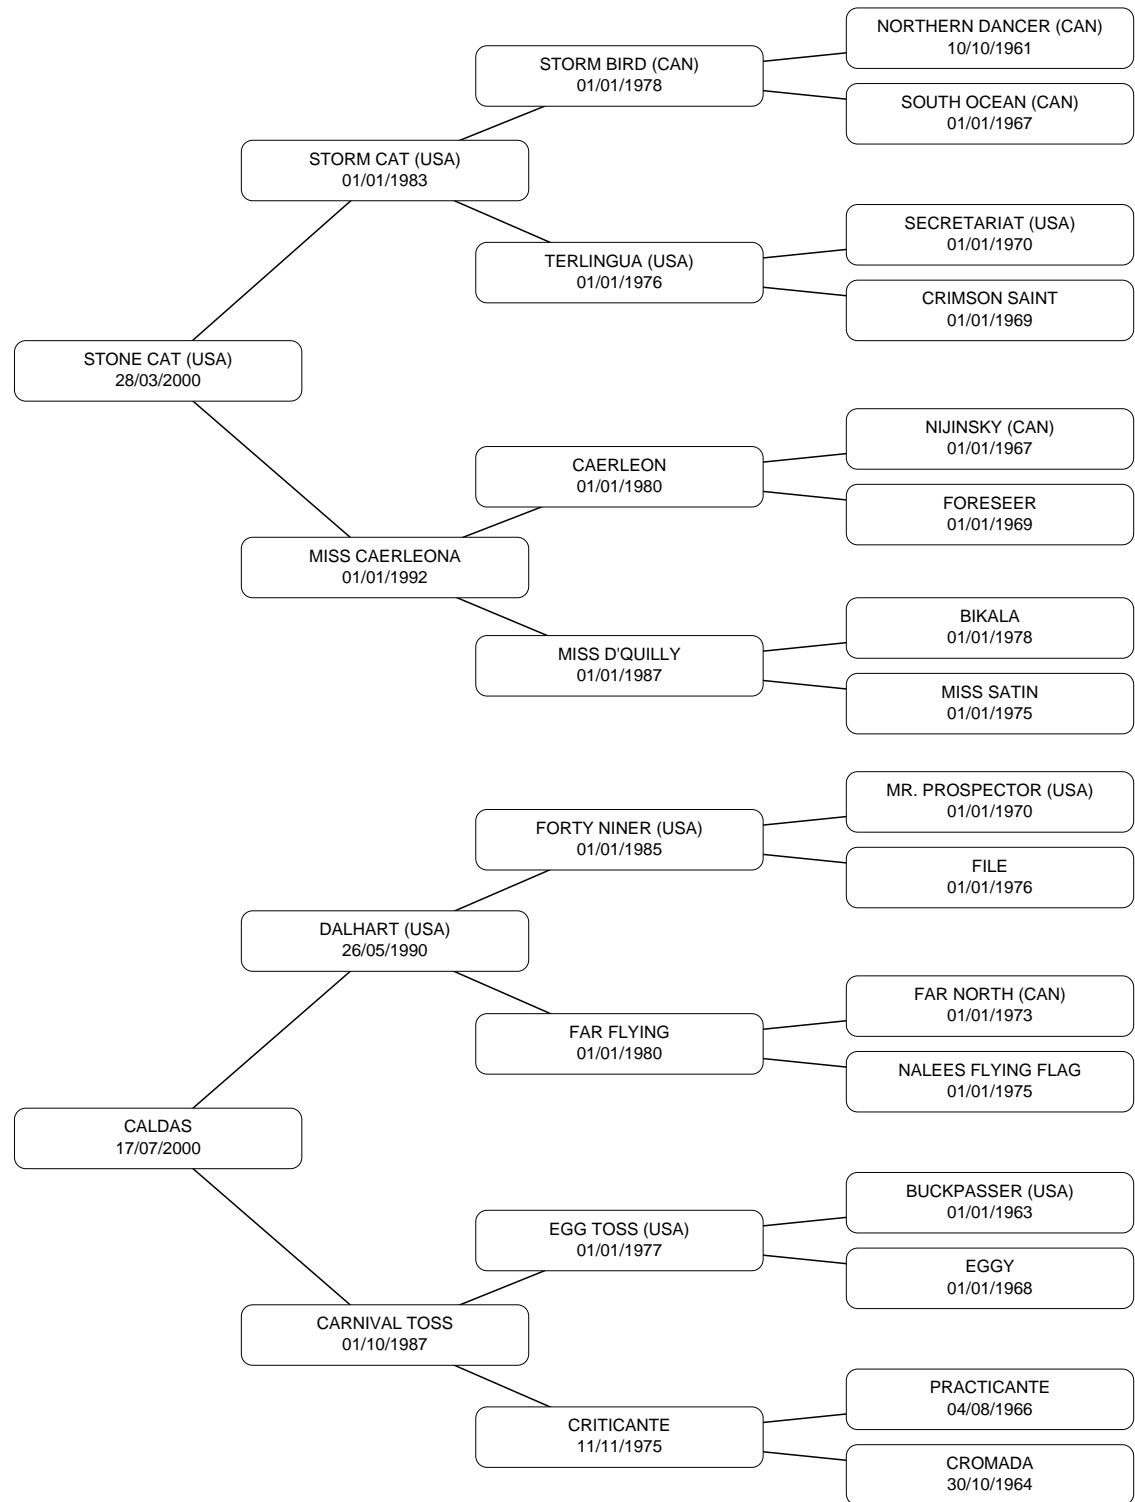 NORTHERN DANCER (CAN)
10/10/1961
STORM BIRD (CAN)
01/01/1978
SOUTH OCEAN (CAN)
01/01/1967
STORM CAT (USA)
01/01/1983
SECRETARIAT (USA)
01/01/1970
TERLINGUA (USA)
01/01/1976
CRIMSON SAINT
01/01/1969
STONE CAT (USA)
28/03/2000
NIJINSKY (CAN)
01/01/1967
CAERLEON
01/01/1980
FORESEER
01/01/1969
MISS CAERLEONA
01/01/1992
BIKALA
01/01/1978
MISS D'QUILLY
01/01/1987
MISS SATIN
01/01/1975
MR. PROSPECTOR (USA)
01/01/1970
FORTY NINER (USA)
01/01/1985
FILE
01/01/1976
DALHART (USA)
26/05/1990
FAR NORTH (CAN)
01/01/1973
FAR FLYING
01/01/1980
NALEES FLYING FLAG
01/01/1975
CALDAS
17/07/2000
BUCKPASSER (USA)
01/01/1963
EGG TOSS (USA)
01/01/1977
EGGY
01/01/1968
CARNIVAL TOSS
01/10/1987
PRACTICANTE
04/08/1966
CRITICANTE
11/11/1975
CROMADA
30/10/1964